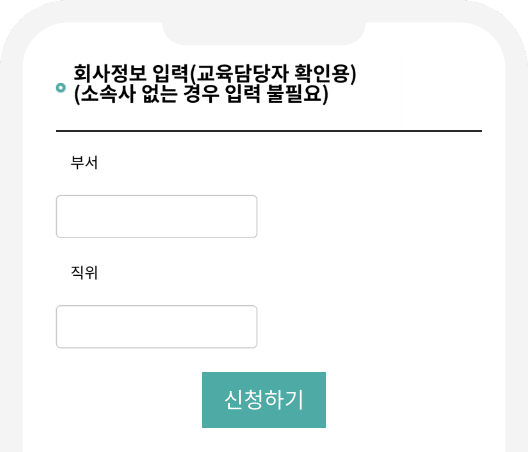 회사정보 입력(교육담당자 확인용)
(소속사 없는 경우 입력 불필요)
부서
직위
신청하기